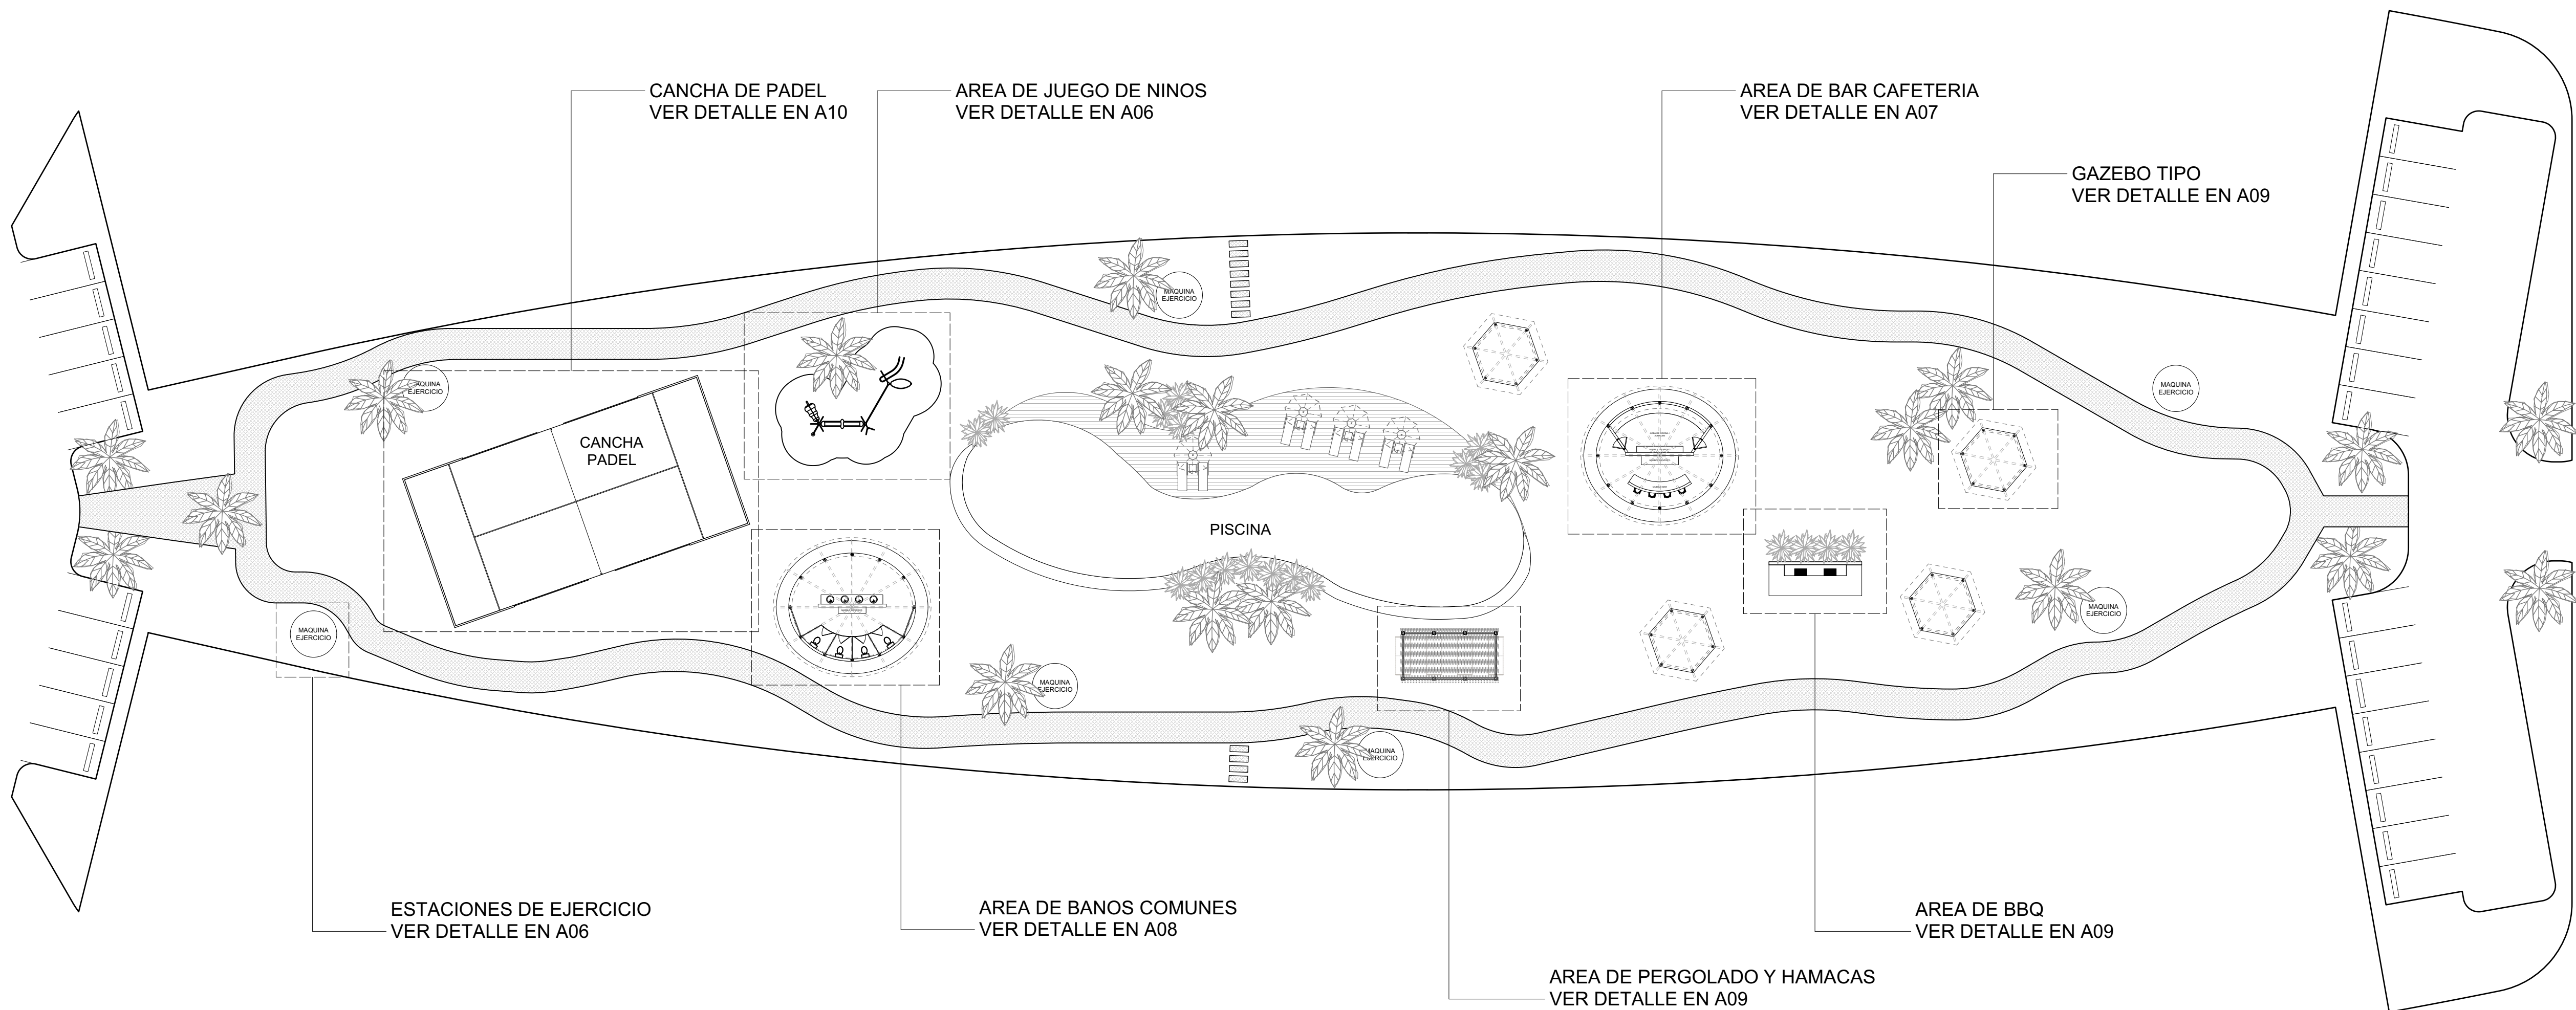 CANCHA DE PADEL
VER DETALLE EN A10
AREA DE JUEGO DE NINOS
VER DETALLE EN A06
AREA DE BAR CAFETERIA
VER DETALLE EN A07
GAZEBO TIPO
VER DETALLE EN A09
MAQUINA
EJERCICIO
MAQUINA
EJERCICIO
MAQUINA
EJERCICIO
CANCHA
PADEL
PISCINA
MAQUINA
EJERCICIO
MAQUINA
EJERCICIO
MAQUINA
EJERCICIO
MAQUINA
EJERCICIO
ESTACIONES DE EJERCICIO
VER DETALLE EN A06
AREA DE BANOS COMUNES
VER DETALLE EN A08
AREA DE BBQ
VER DETALLE EN A09
AREA DE PERGOLADO Y HAMACAS
VER DETALLE EN A09